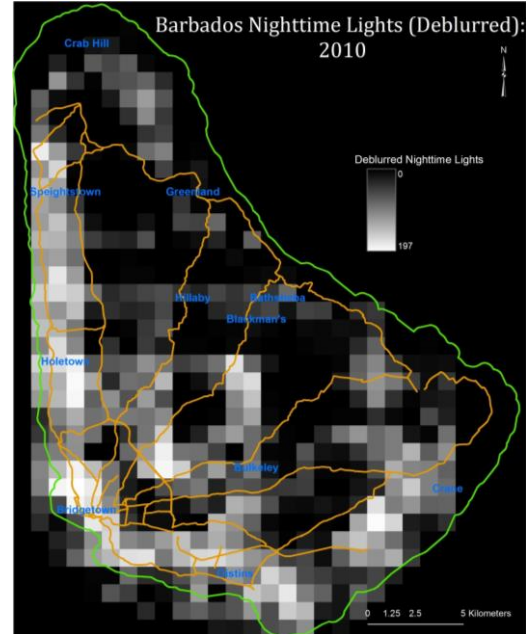 Barbados Nighttime Lights (Deblurred):
2010
Crab Hill
N
Deblurred Nighttime Lights
0
197
Speightstown
Greenland
Hillaby
Bathsheba
Blackman's
Holetown
Bulkeley
Crane
Bridgetown
Oistins
0 1.25 2.5 5 Kilometers